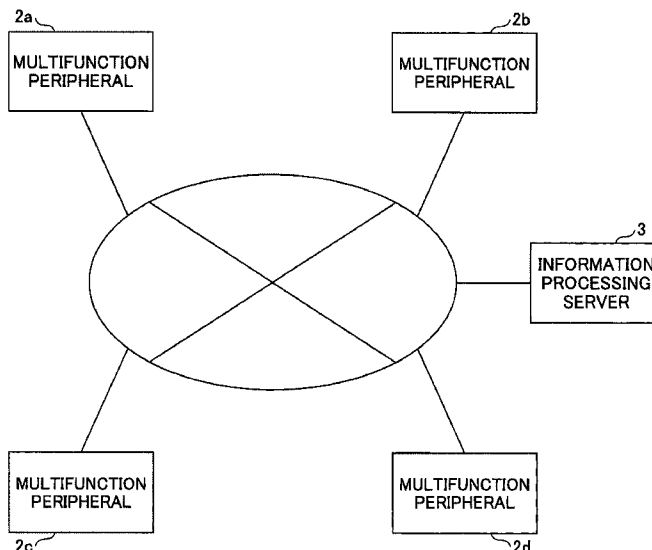 2a
MULTIFUNCTION
PERIPHERAL
2b
MULTIFUNCTION
PERIPHERAL
3
INFORMATION
PROCESSING
SERVER
MULTIFUNCTION
PERIPHERAL
2c
MULTIFUNCTION
PERIPHERAL
2d